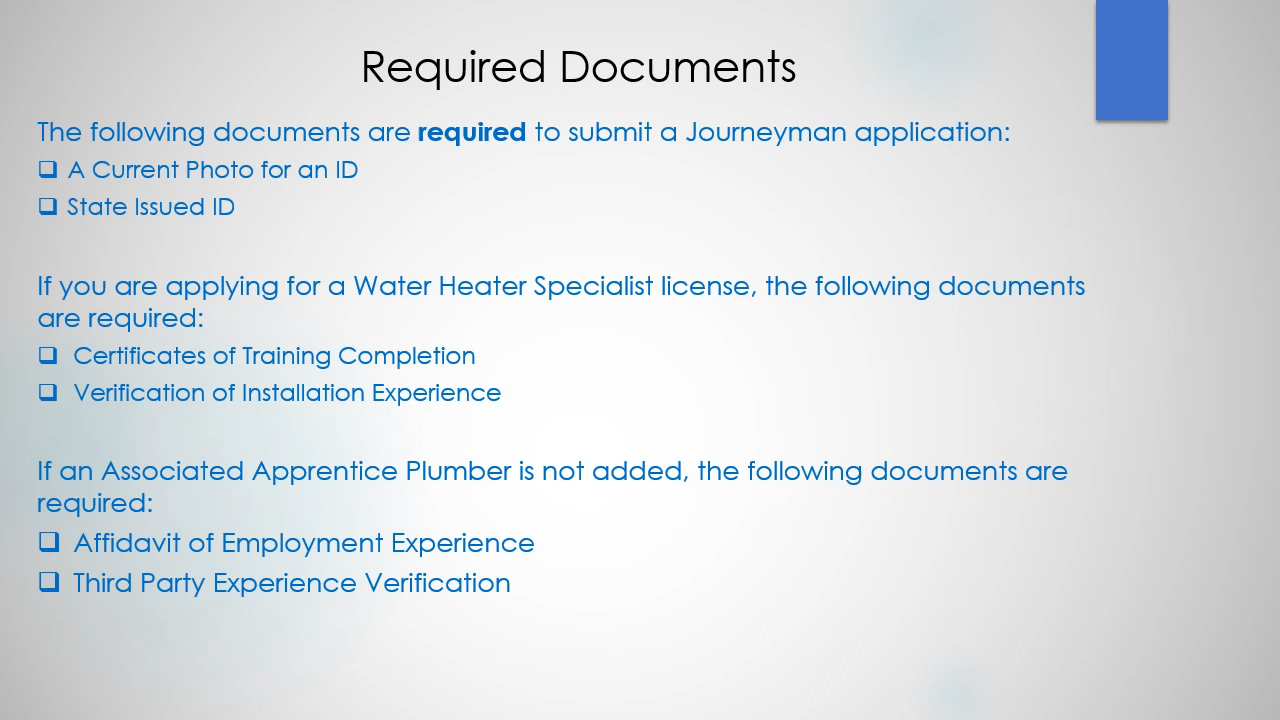 Required Documents
The following documents are required to submit a Journeyman application:
❑ A Current Photo for an ID
❑ State Issued ID
If you are applying for a Water Heater Specialist license, the following documents
are required:
❑ Certificates of Training Completion
❑ Verification of Installation Experience
If an Associated Apprentice Plumber is not added, the following documents are
required:
❑ Affidavit of Employment Experience
❑ Third Party Experience Verification